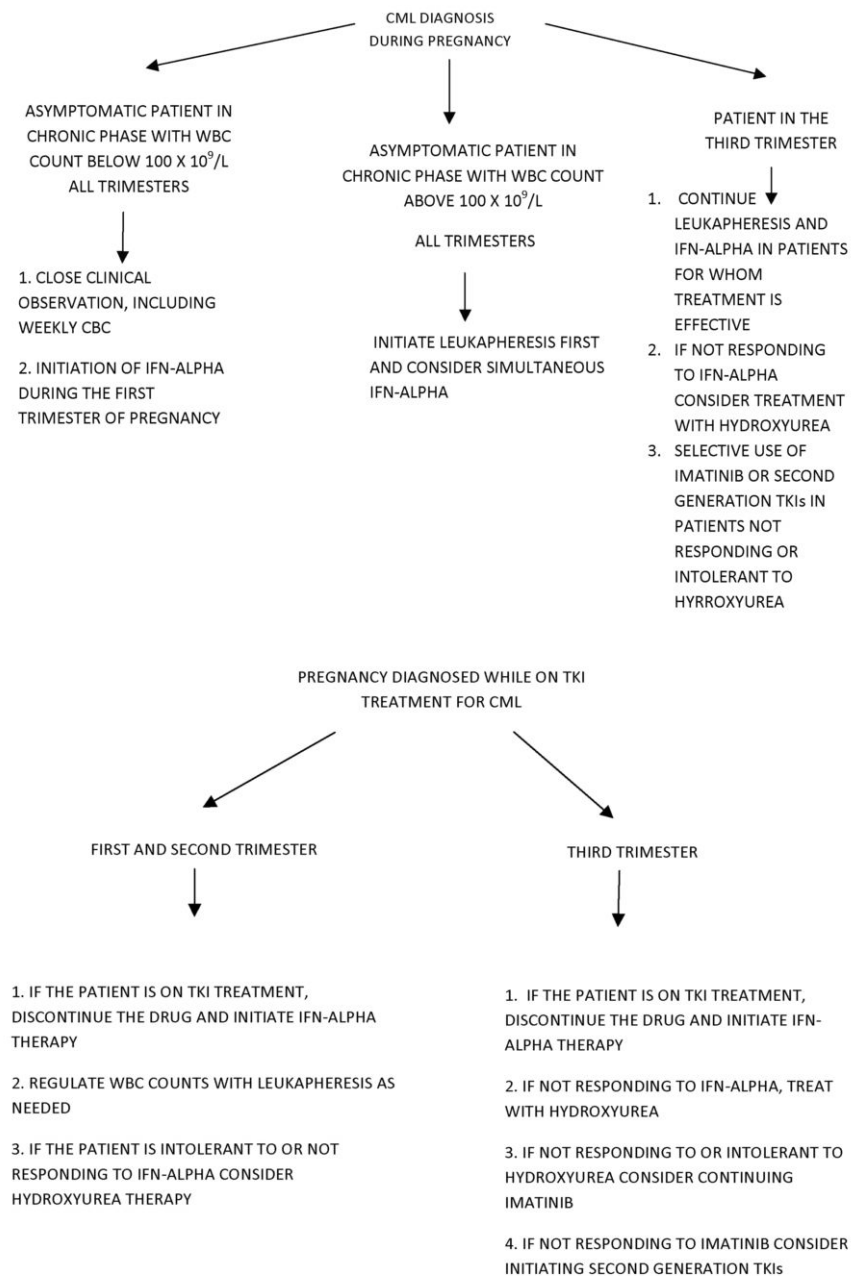 CML DIAGNOSIS
DURING PREGNANCY
ASYMPTOMATIC PATIENT IN
CHRONIC PHASE WITH WBC
COUNT BELOW 100 X 10⁹/L
ALL TRIMESTERS
1. CLOSE CLINICAL
OBSERVATION, INCLUDING
WEEKLY CBC
2. INITIATION OF IFN-ALPHA
DURING THE FIRST
TRIMESTER OF PREGNANCY
ASYMPTOMATIC PATIENT IN
CHRONIC PHASE WITH WBC COUNT
ABOVE 100 X 10⁹/L
ALL TRIMESTERS
INITIATE LEUKAPHERESIS FIRST
AND CONSIDER SIMULTANEOUS
IFN-ALPHA
PATIENT IN THE
THIRD TRIMESTER
1. CONTINUE
LEUKAPHERESIS AND
IFN-ALPHA IN PATIENTS
FOR WHOM
TREATMENT IS
EFFECTIVE
2. IF NOT RESPONDING
TO IFN-ALPHA
CONSIDER TREATMENT
WITH HYDROXYUREA
3. SELECTIVE USE OF
IMATINIB OR SECOND
GENERATION TKIs IN
PATIENTS NOT
RESPONDING OR
INTOLERANT TO
HYRROXYUREA
PREGNANCY DIAGNOSED WHILE ON TKI
TREATMENT FOR CML
FIRST AND SECOND TRIMESTER
1. IF THE PATIENT IS ON TKI TREATMENT,
DISCONTINUE THE DRUG AND INITIATE IFN-ALPHA
THERAPY
2. REGULATE WBC COUNTS WITH LEUKAPHERESIS AS
NEEDED
3. IF THE PATIENT IS INTOLERANT TO OR NOT
RESPONDING TO IFN-ALPHA CONSIDER
HYDROXYUREA THERAPY
THIRD TRIMESTER
1. IF THE PATIENT IS ON TKI TREATMENT,
DISCONTINUE THE DRUG AND INITIATE IFN-
ALPHA THERAPY
2. IF NOT RESPONDING TO IFN-ALPHA, TREAT
WITH HYDROXYUREA
3. IF NOT RESPONDING TO OR INTOLERANT TO
HYDROXYUREA CONSIDER CONTINUING
IMATINIB
4. IF NOT RESPONDING TO IMATINIB CONSIDER
INITIATING SECOND GENERATION TKIs